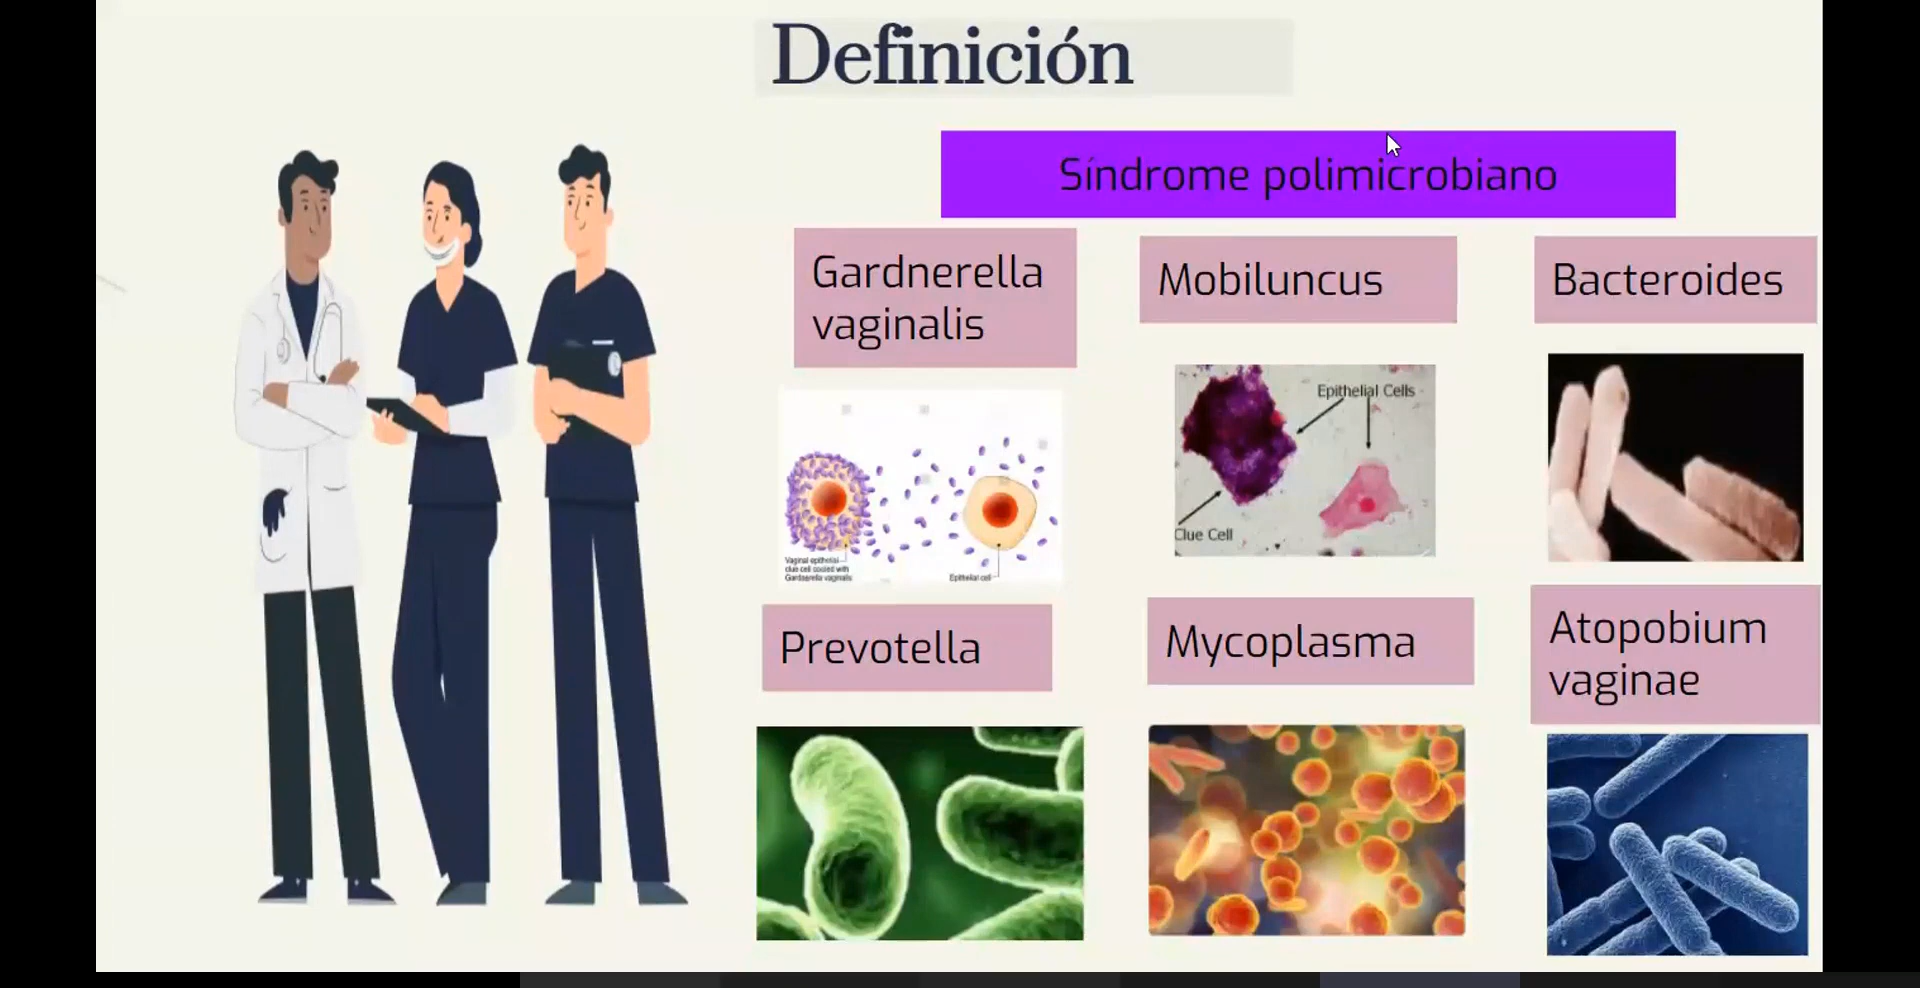 Definición
Síndrome polimicrobiano
Gardnerella
vaginalis
Mobiluncus
Bacteroides
Vaginal epithelial
clue cell cooled with
Gardnerella vaginalis
Epithelial cell
Epithelial Cells
Clue Cell
Prevotella
Mycoplasma
Atopobium
vaginae